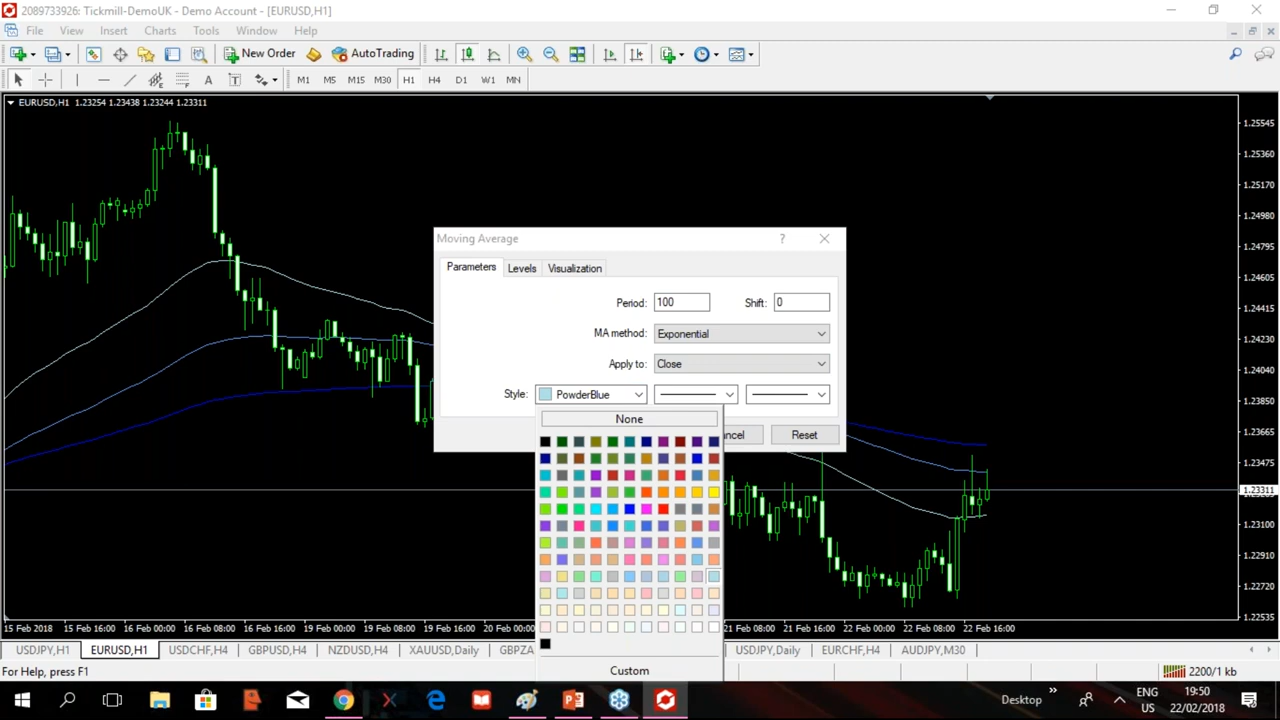 2089733926: Tickmill-DemoUK - Demo Account - [EURUSD,H1]
File View Insert Charts Tools Window Help
New Order AutoTrading
A T M1 M5 M15 M30 H1 H4 D1 W1 MN
EURUSD,H1 1.23254 1.23438 1.23244 1.23311
1.25545
1.25360
1.25170
1.24980
1.24795
1.24605
1.24415
1.24230
1.24040
1.23855
1.23665
1.23475
1.23311
1.23100
1.22910
1.22720
1.22535
Moving Average ?
Parameters Levels Visualization
Period: 100 Shift: 0
MA method: Exponential
Apply to: Close
Style: PowderBlue
None
ncel Reset
Custom
15 Feb 2018 15 Feb 16:00 16 Feb 08:00 16 Feb 16:00 19 Feb 00:00 19 Feb 08:00 19 Feb 16:00 20 Feb 00:00 21 Feb 08:00 21 Feb 16:00 22 Feb 00:00 22 Feb 08:00 22 Feb 16:00
USDJPY,H1 EURUSD,H1 USDCHF,H4 GBPUSD,H4 NZDUSD,H4 XAUUSD,Daily GBPZA USDJPY,Daily EURCHF,H4 AUDJPY,M30
For Help, press F1 2200/1 kb
Desktop ENG 19:50
US 22/02/2018